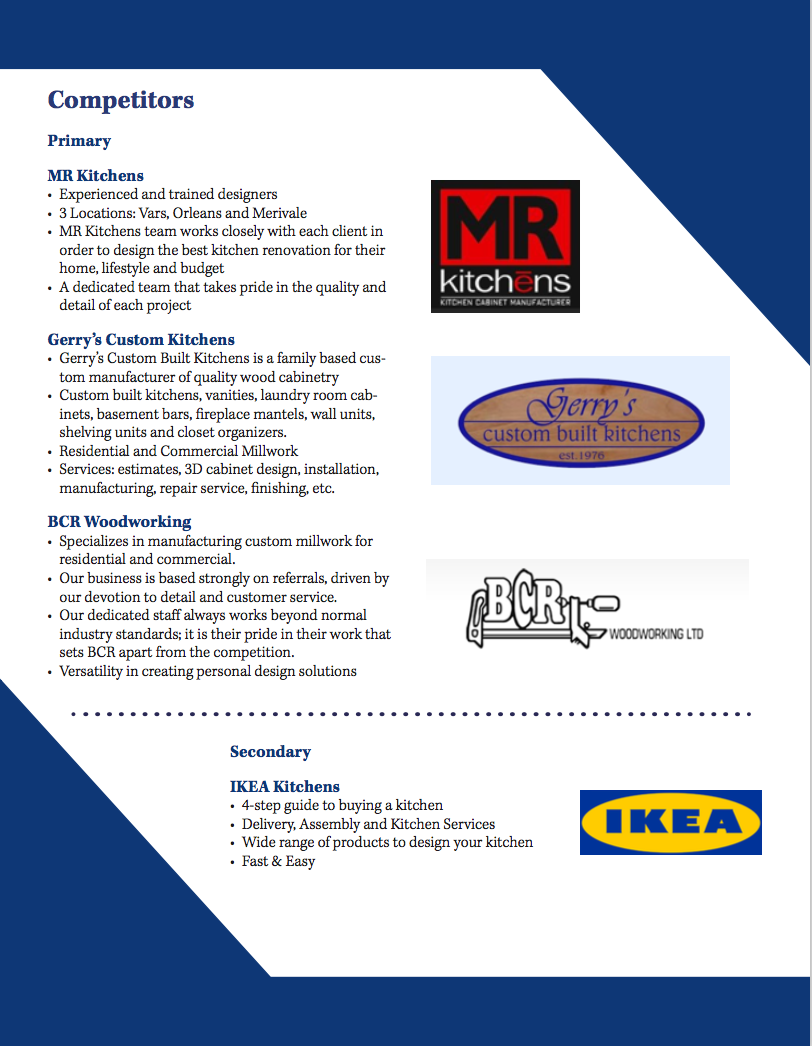 Competitors
Primary
MR Kitchens
• Experienced and trained designers
• 3 Locations: Vars, Orleans and Merivale
• MR Kitchens team works closely with each client in
order to design the best kitchen renovation for their
home, lifestyle and budget
• A dedicated team that takes pride in the quality and
detail of each project
MR
kitchēns
KITCHEN CABINET MANUFACTURER
Gerry's Custom Kitchens
• Gerry's Custom Built Kitchens is a family based cus-
tom manufacturer of quality wood cabinetry
• Custom built kitchens, vanities, laundry room cab-
inets, basement bars, fireplace mantels, wall units,
shelving units and closet organizers.
• Residential and Commercial Millwork
• Services: estimates, 3D cabinet design, installation,
manufacturing, repair service, finishing, etc.
Gerry's
custom built kitchens
est.1976
BCR Woodworking
• Specializes in manufacturing custom millwork for
residential and commercial.
• Our business is based strongly on referrals, driven by
our devotion to detail and customer service.
• Our dedicated staff always works beyond normal
industry standards; it is their pride in their work that
sets BCR apart from the competition.
• Versatility in creating personal design solutions
BCR
WOODWORKING LTD
Secondary
IKEA Kitchens
• 4-step guide to buying a kitchen
• Delivery, Assembly and Kitchen Services
• Wide range of products to design your kitchen
• Fast & Easy
IKEA